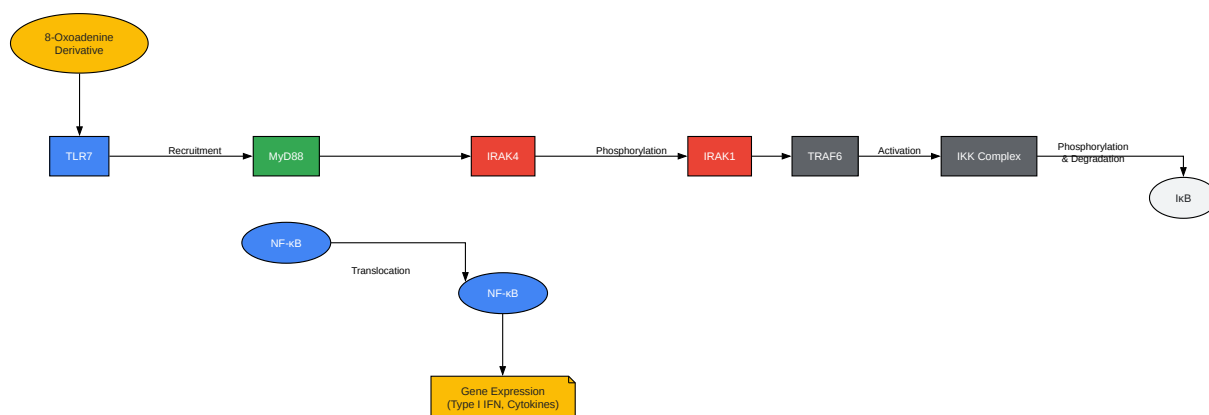 8-Oxoadenine
Derivative
TLR7
Recruitment
MyD88
IRAK4
Phosphorylation
IRAK1
TRAF6
Activation
IKK Complex
Phosphorylation
& Degradation
IκB
NF-κB
Translocation
NF-κB
Gene Expression
(Type I IFN, Cytokines)